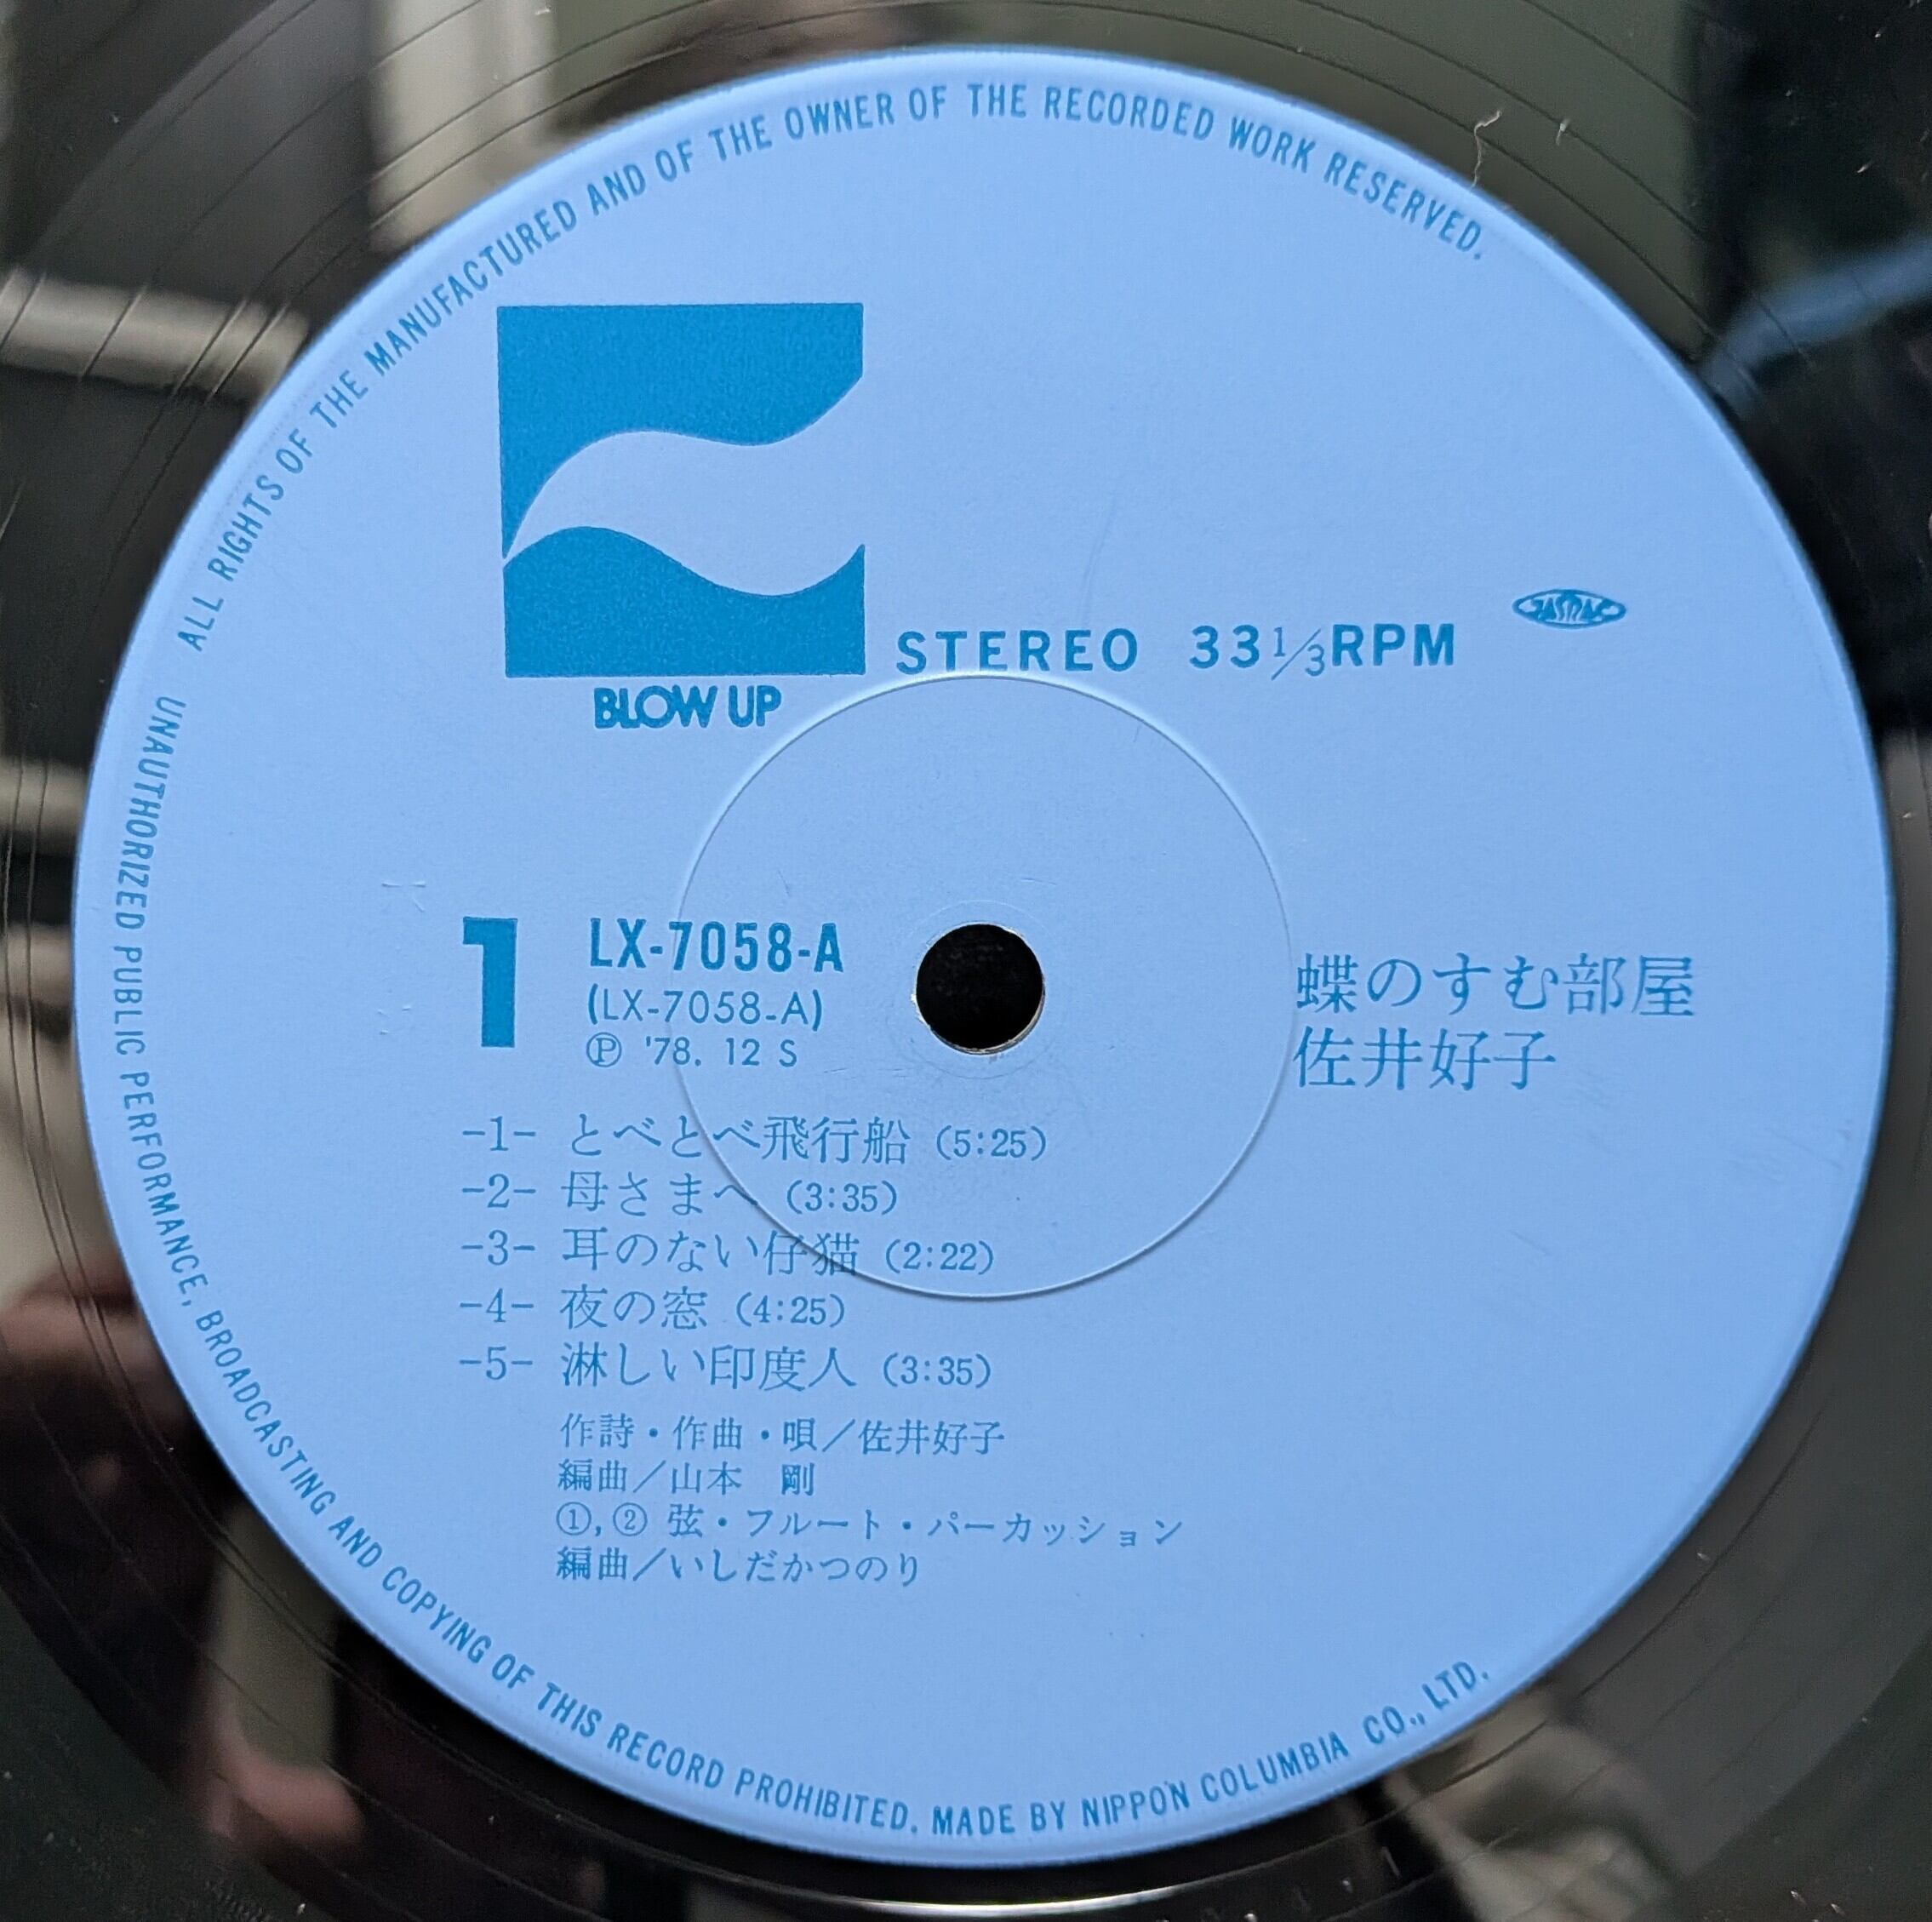 ALL RIGHTS OF THE MANUFACTURED AND OF THE OWNER OF THE RECORDED WORK RESERVED.
BLOW UP
STEREO 33 1/3 RPM
JASRAC
1
LX-7058-A
(LX-7058-A)
Ⓟ '78. 12 S
蝶のすむ部屋
佐井好子
-1- とべとべ飛行船 (5:25)
-2- 母さまへ (3:35)
-3- 耳のない仔猫 (2:22)
-4- 夜の窓 (4:25)
-5- 淋しい印度人 (3:35)
作詩・作曲・唄／佐井好子
編曲／山本 剛
①,② 弦・フルート・パーカッション
編曲／いしだかつのり
UNAUTHORIZED PUBLIC PERFORMANCE, BROADCASTING AND COPYING OF THIS RECORD PROHIBITED. MADE BY NIPPON COLUMBIA CO., LTD.